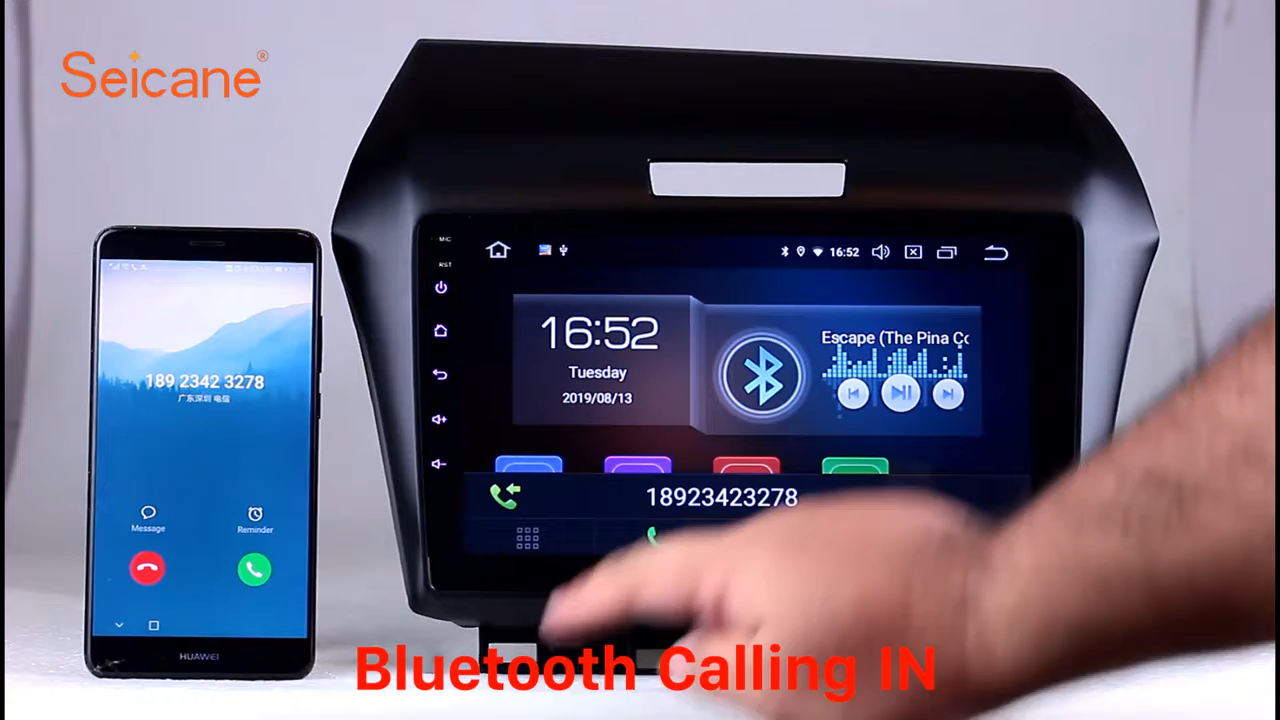 Seicane®
MIC
RST
16:52
16:52
Tuesday
2019/08/13
Escape (The Pina Co
18923423278
189 2342 3278
广东深圳 电信
Message
Reminder
HUAWEI
Bluetooth Calling IN